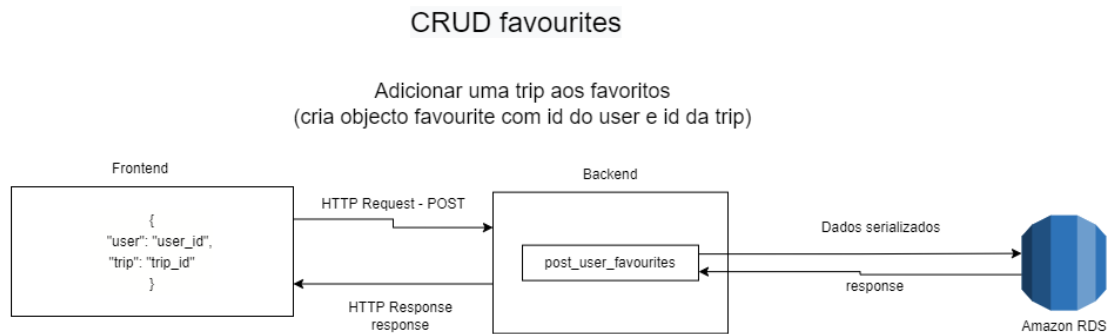 CRUD favourites
Adicionar uma trip aos favoritos
(cria objecto favourite com id do user e id da trip)
Frontend
{
"user": "user_id",
"trip": "trip_id"
}
HTTP Request - POST
HTTP Response
response
Backend
post_user_favourites
Dados serializados
response
Amazon RDS